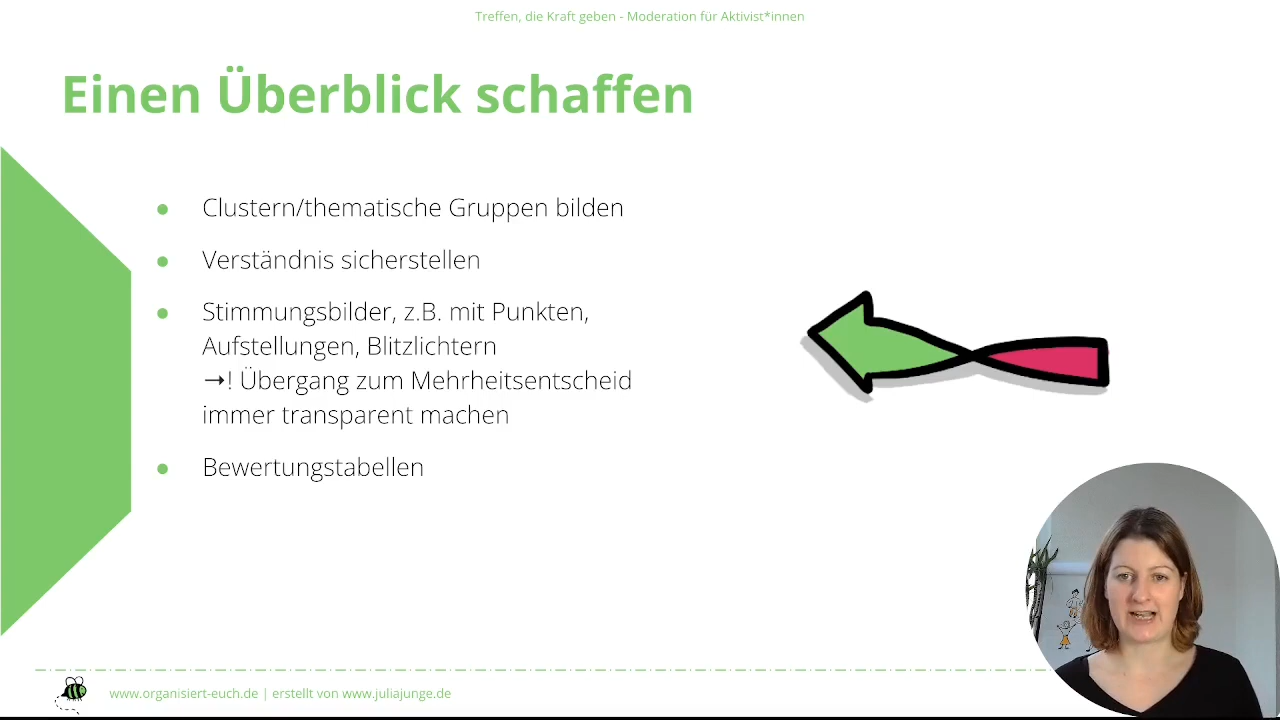 Treffen, die Kraft geben - Moderation für Aktivist*innen
Einen Überblick schaffen
● Clustern/thematische Gruppen bilden
● Verständnis sicherstellen
● Stimmungsbilder, z.B. mit Punkten,
Aufstellungen, Blitzlichtern
→! Übergang zum Mehrheitsentscheid
immer transparent machen
● Bewertungstabellen
www.organisiert-euch.de | erstellt von www.juliajunge.de